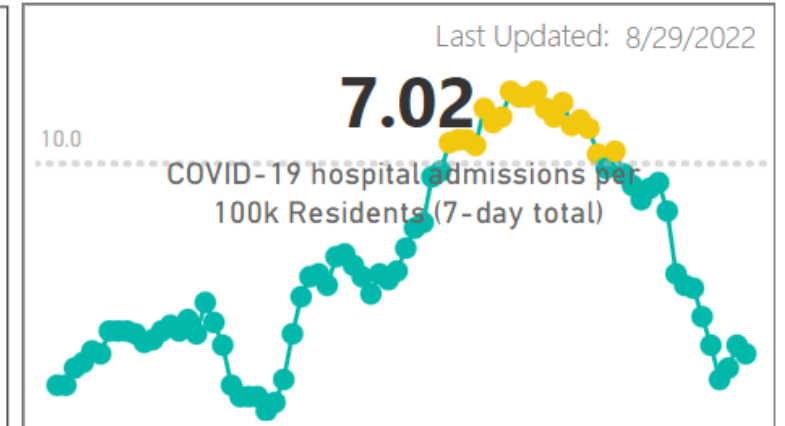 Last Updated: 8/29/2022
7.02
10.0
COVID-19 hospital admissions per
100k Residents (7-day total)